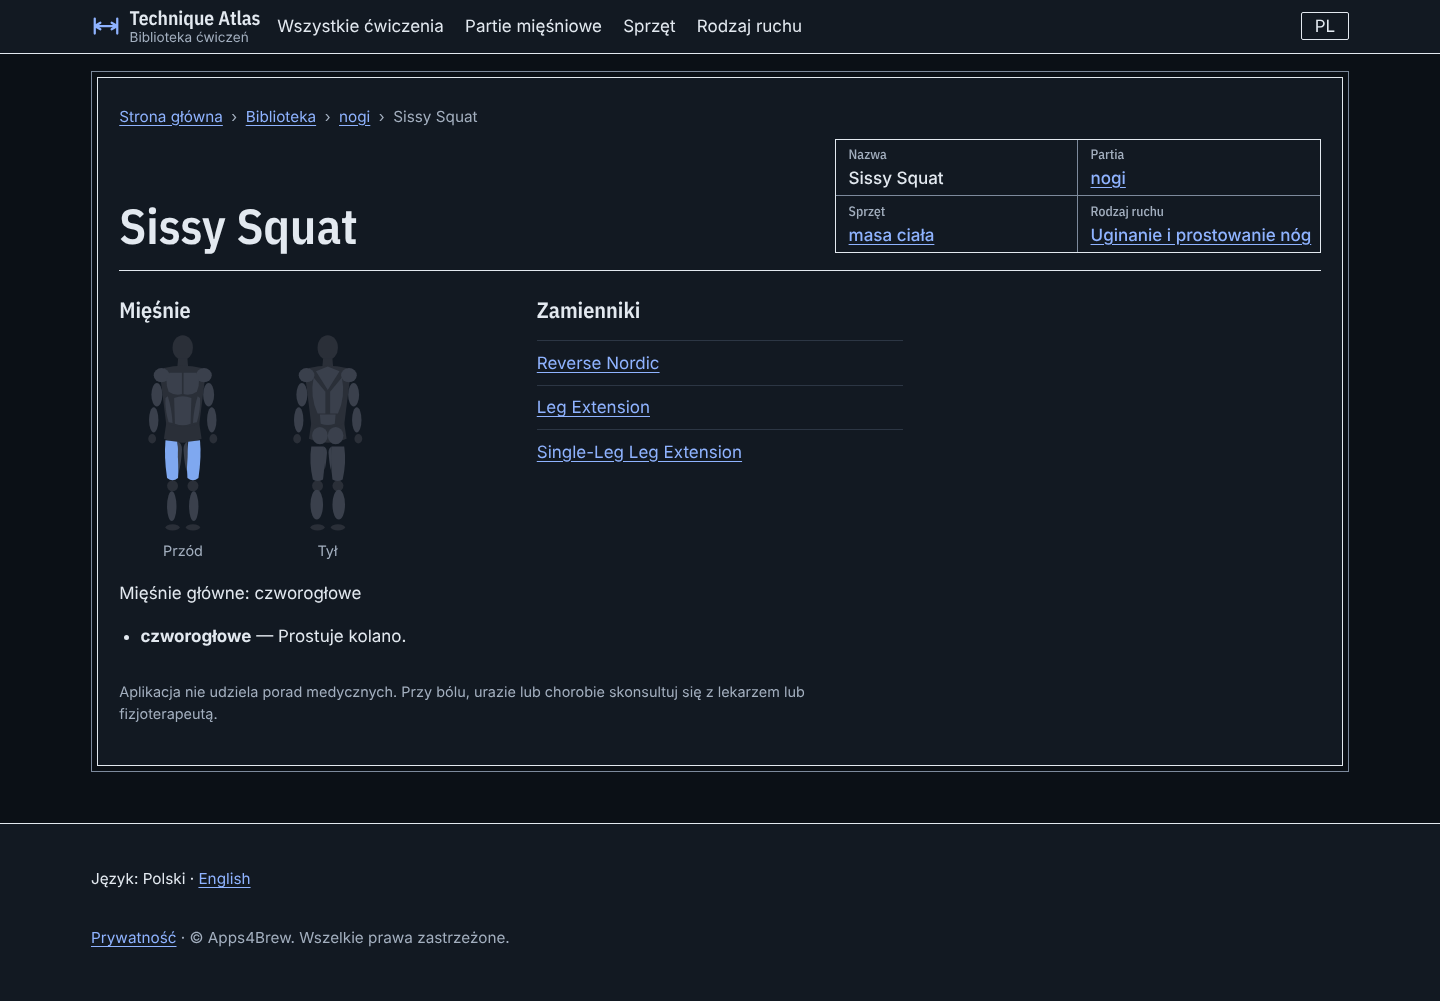 Technique Atlas
Biblioteka ćwiczeń
Wszystkie ćwiczenia
Partie mięśniowe
Sprzęt
Rodzaj ruchu
PL
Strona główna › Biblioteka › nogi › Sissy Squat
Sissy Squat
Nazwa
Sissy Squat
Partia
nogi
Sprzęt
masa ciała
Rodzaj ruchu
Uginanie i prostowanie nóg
Mięśnie
Przód
Tył
Mięśnie główne: czworogłowe
• czworogłowe — Prostuje kolano.
Zamienniki
Reverse Nordic
Leg Extension
Single-Leg Leg Extension
Aplikacja nie udziela porad medycznych. Przy bólu, urazie lub chorobie skonsultuj się z lekarzem lub
fizjoterapeutą.
Język: Polski · English
Prywatność · © Apps4Brew. Wszelkie prawa zastrzeżone.